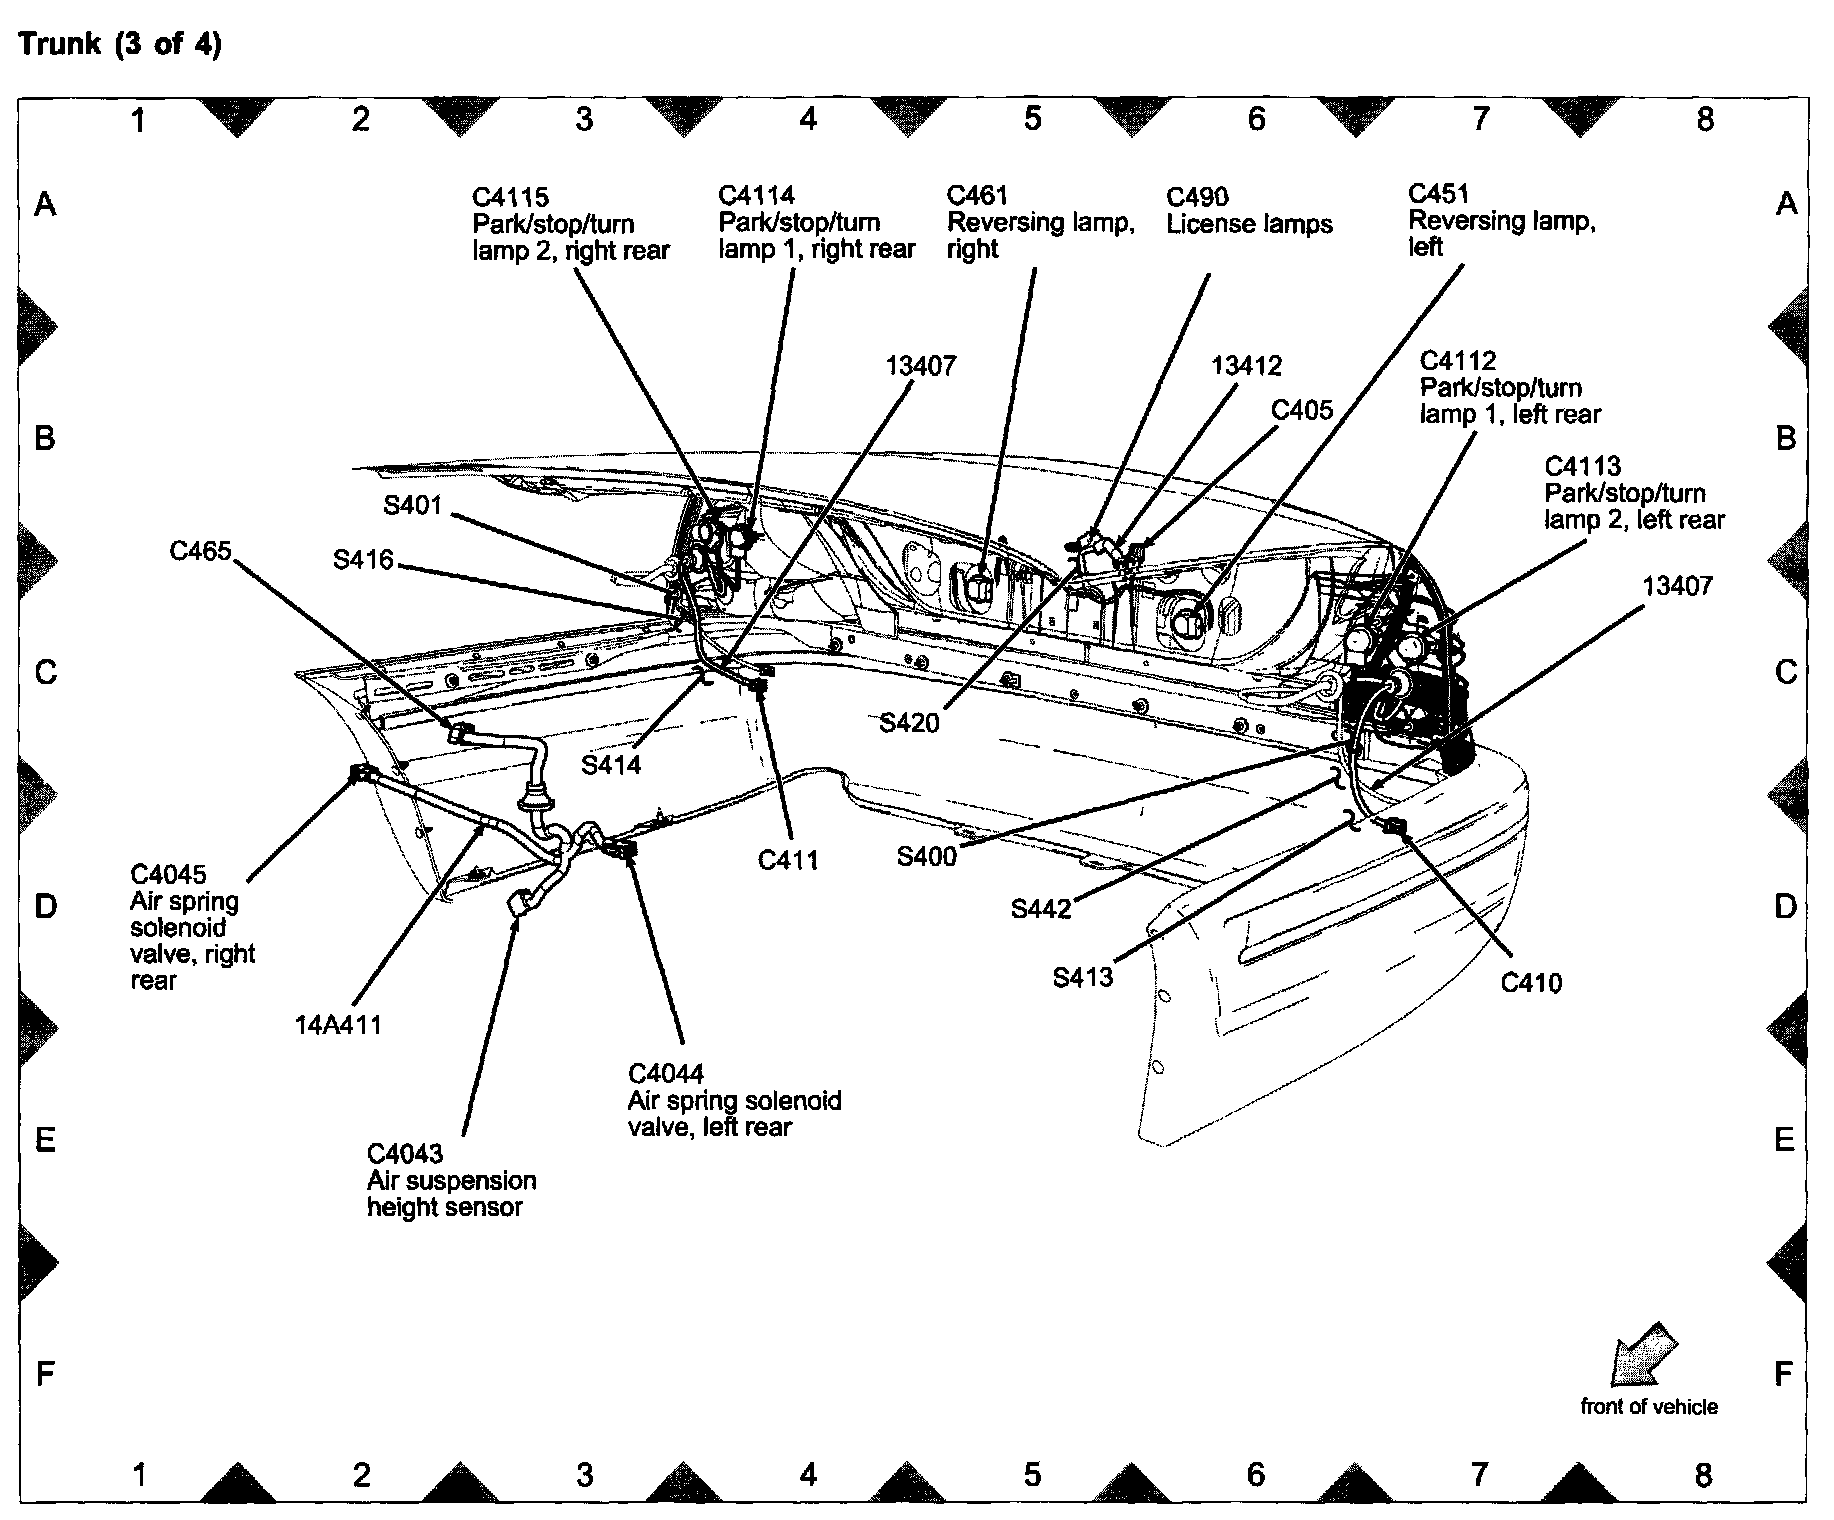 Trunk (3 of 4)
1 2 3 4 5 6 7 8
A A
C4115
Park/stop/turn
lamp 2, right rear
C4114
Park/stop/turn
lamp 1, right rear
C461
Reversing lamp,
right
C490
License lamps
C451
Reversing lamp,
left
13407
13412
C405
C4112
Park/stop/turn
lamp 1, left rear
B B
C4113
Park/stop/turn
lamp 2, left rear
S401
C465
S416
13407
C C
S420
S414
C411
S400
C4045
Air spring
solenoid
valve, right
rear
D D
S442
S413
C410
14A411
C4044
Air spring solenoid
valve, left rear
E E
C4043
Air suspension
height sensor
F F
front of vehicle
1 2 3 4 5 6 7 8